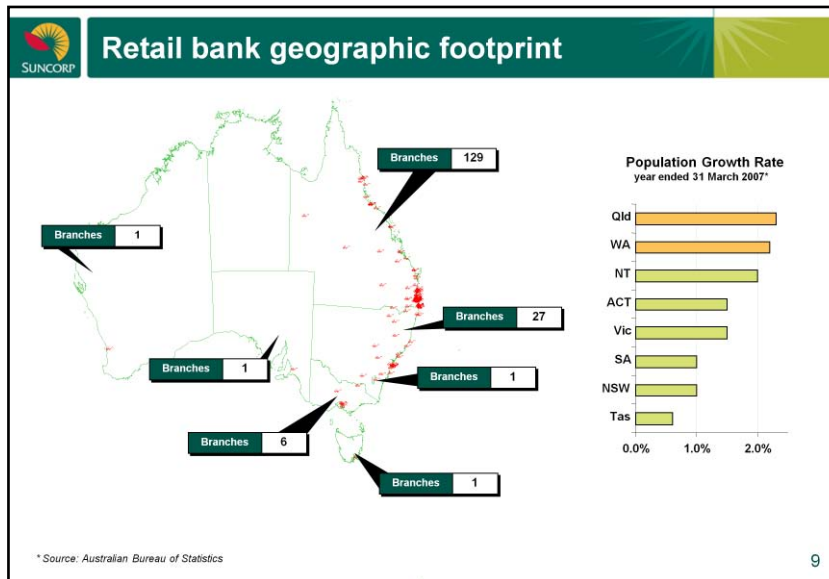 SUNCORP
Retail bank geographic footprint
Branches 129
Branches 1
Branches 27
Branches 1
Branches 1
Branches 6
Branches 1
Population Growth Rate
year ended 31 March 2007*
Qld
WA
NT
ACT
Vic
SA
NSW
Tas
0.0% 1.0% 2.0%
* Source: Australian Bureau of Statistics
9